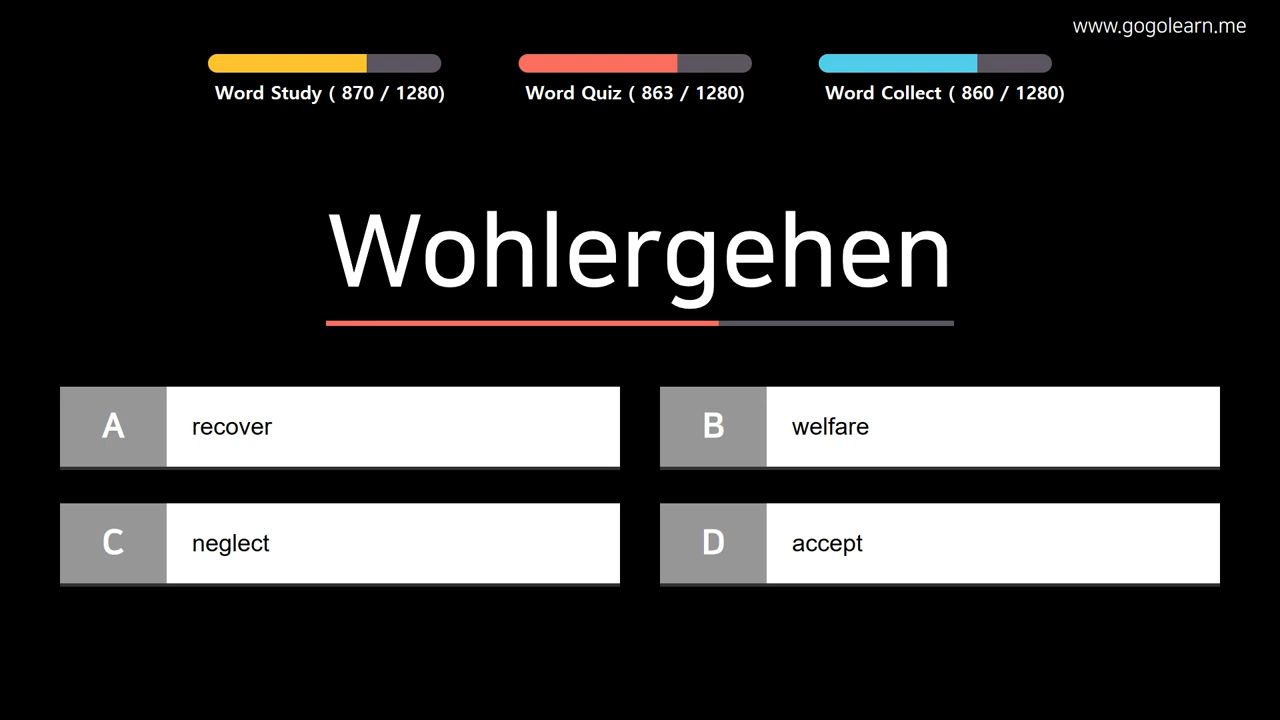 www.gogolearn.me
Word Study ( 870 / 1280)
Word Quiz ( 863 / 1280)
Word Collect ( 860 / 1280)
Wohlergehen
A
recover
B
welfare
C
neglect
D
accept